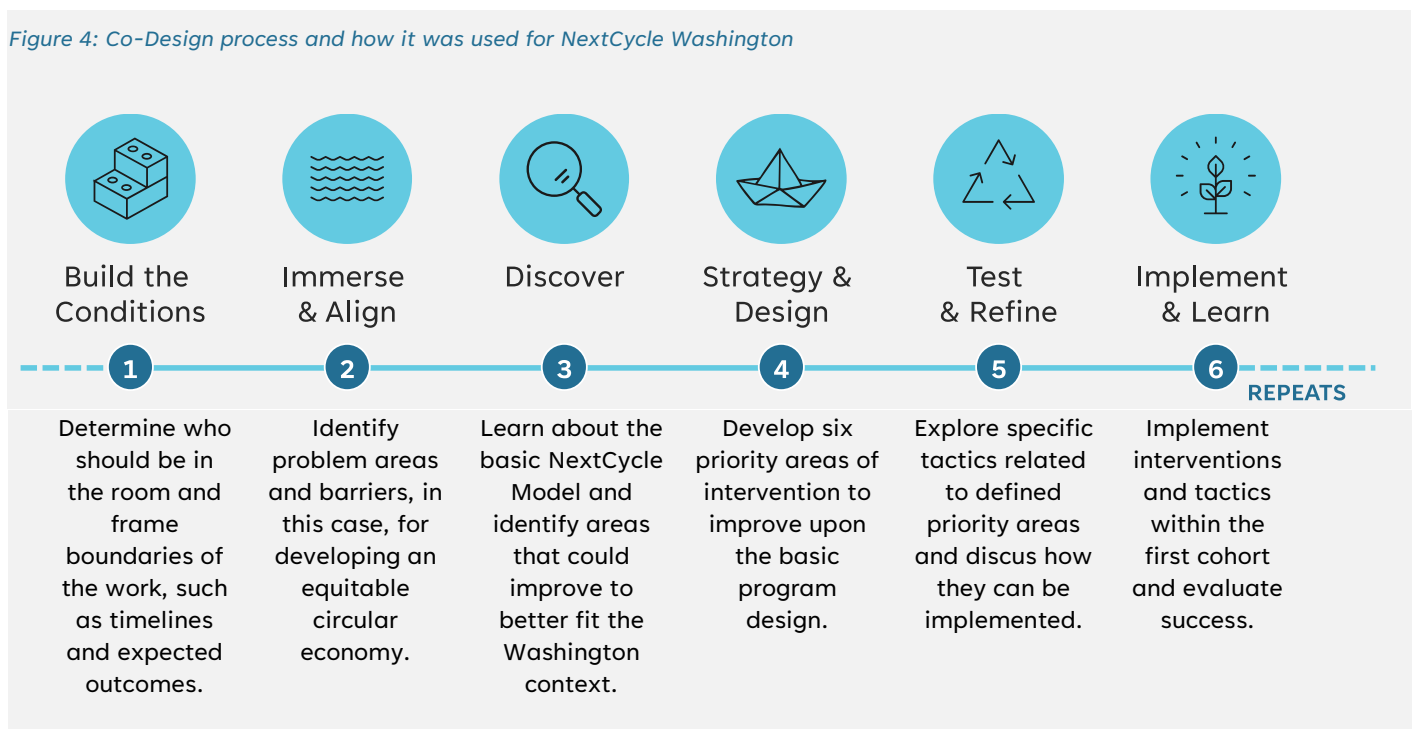 Figure 4: Co-Design process and how it was used for NextCycle Washington
Build the
Conditions
Immerse
& Align
Discover
Strategy &
Design
Test
& Refine
Implement
& Learn
1
2
3
4
5
6
REPEATS
Determine who
should be in
the room and
frame
boundaries of
the work, such
as timelines
and expected
outcomes.
Identify
problem areas
and barriers, in
this case, for
developing an
equitable
circular
economy.
Learn about the
basic NextCycle
Model and
identify areas
that could
improve to
better fit the
Washington
context.
Develop six
priority areas of
intervention to
improve upon
the basic
program
design.
Explore specific
tactics related
to defined
priority areas
and discus how
they can be
implemented.
Implement
interventions
and tactics
within the
first cohort
and evaluate
success.